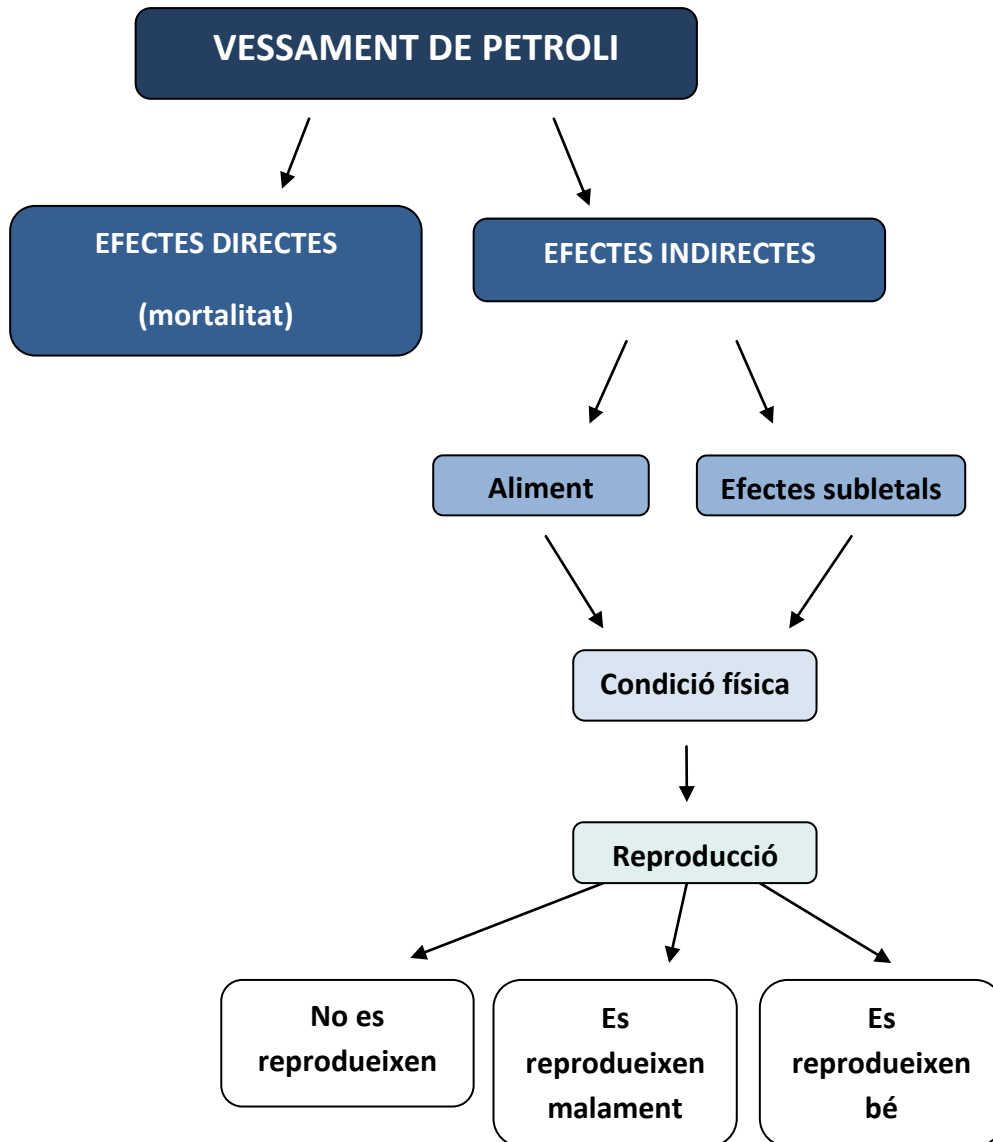 VESSAMENT DE PETROLI
EFECTES DIRECTES
(mortalitat)
EFECTES INDIRECTES
Aliment
Efectes subletals
Condició física
Reproducció
No es
reprodueixen
Es
reprodueixen
malament
Es
reprodueixen
bé